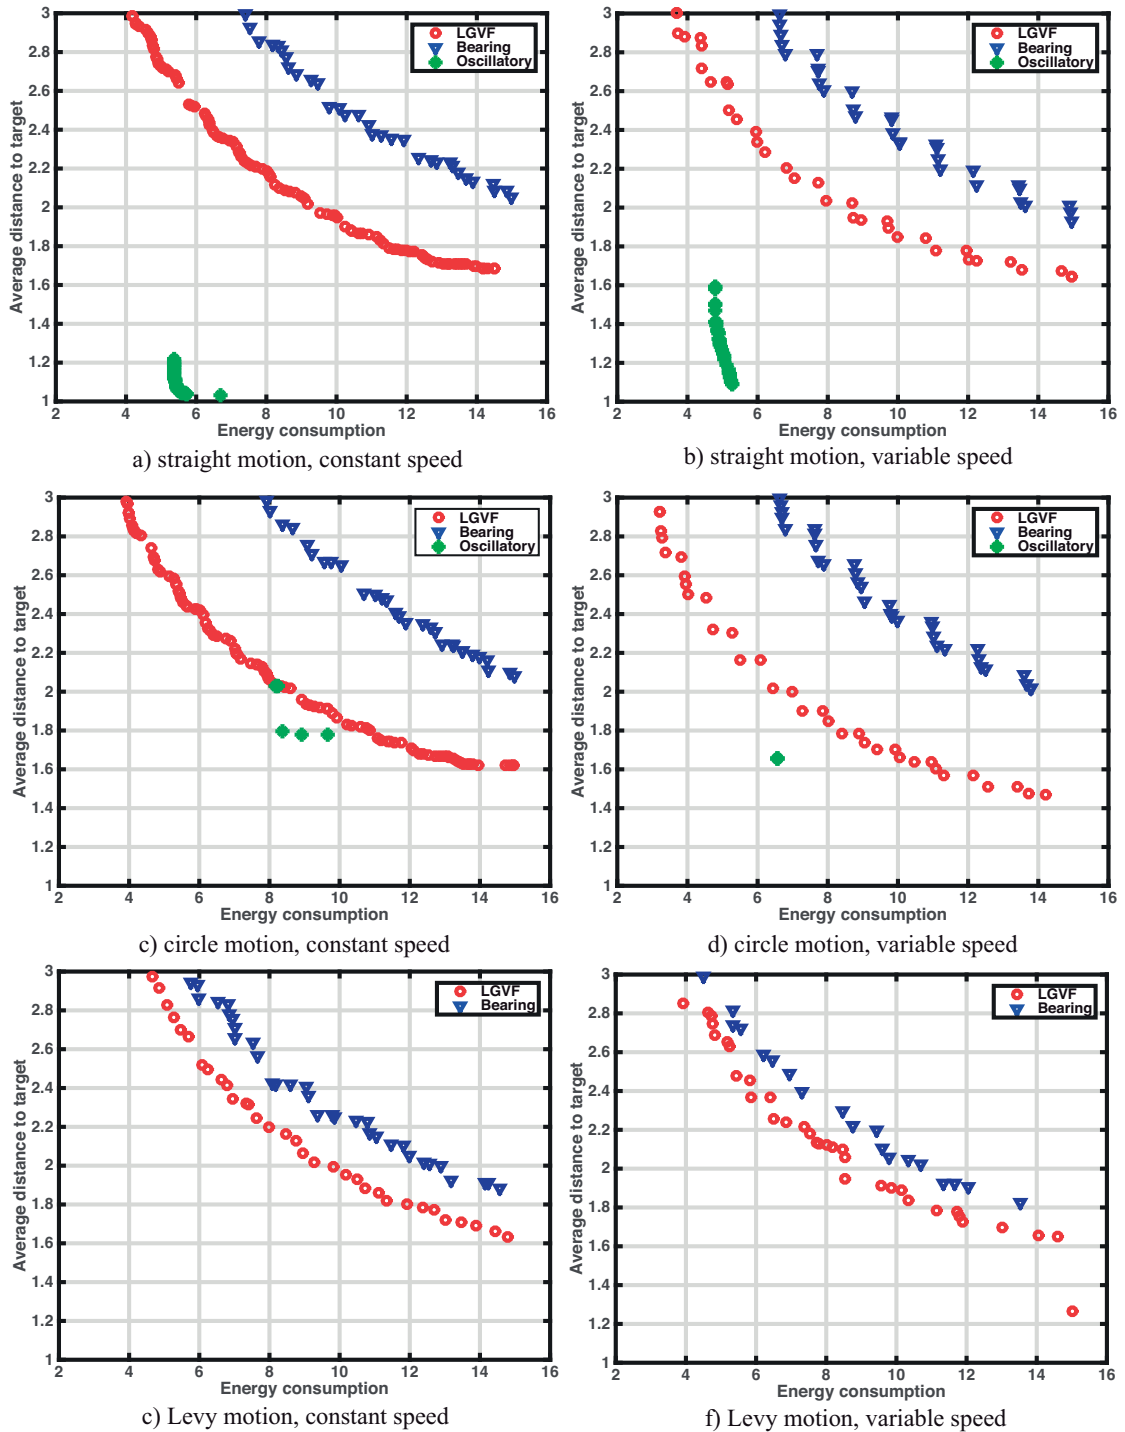 3
2.8
2.6
2.4
2.2
2
1.8
1.6
1.4
1.2
1
Average distance to target
LGVF
Bearing
Oscillatory
2 4 6 8 10 12 14 16
Energy consumption
a) straight motion, constant speed
3
2.8
2.6
2.4
2.2
2
1.8
1.6
1.4
1.2
1
Average distance to target
LGVF
Bearing
Oscillatory
2 4 6 8 10 12 14 16
Energy consumption
b) straight motion, variable speed
3
2.8
2.6
2.4
2.2
2
1.8
1.6
1.4
1.2
1
Average distance to target
LGVF
Bearing
Oscillatory
2 4 6 8 10 12 14 16
Energy consumption
c) circle motion, constant speed
3
2.8
2.6
2.4
2.2
2
1.8
1.6
1.4
1.2
1
Average distance to target
LGVF
Bearing
Oscillatory
2 4 6 8 10 12 14 16
Energy consumption
d) circle motion, variable speed
3
2.8
2.6
2.4
2.2
2
1.8
1.6
1.4
1.2
1
Average distance to target
LGVF
Bearing
2 4 6 8 10 12 14 16
Energy consumption
c) Levy motion, constant speed
3
2.8
2.6
2.4
2.2
2
1.8
1.6
1.4
1.2
1
Average distance to target
LGVF
Bearing
2 4 6 8 10 12 14 16
Energy consumption
f) Levy motion, variable speed